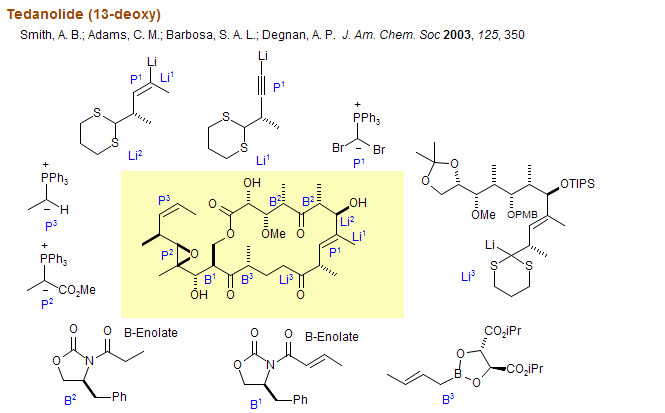 Tedanolide (13-deoxy)
Smith, A. B.; Adams, C. M.; Barbosa, S. A. L.; Degnan, A. P. J. Am. Chem. Soc 2003, 125, 350
Li
P¹ Li¹
S
S
Li²
Li
P¹
S
S
Li¹
+
PPh₃
Br − Br
P¹
O
O
OTIPS
OMe OPMB
Li
S S
Li³
+
PPh₃
− H
P³
+
PPh₃
− CO₂Me
P²
OH
P³ O B² B² OH
O OMe O Li²
Li¹
P² O P¹
B¹ B³ Li³
OH O O
O O B-Enolate
O N
B² Ph
O O B-Enolate
O N
B¹ Ph
CO₂iPr
O
B O CO₂iPr
B³